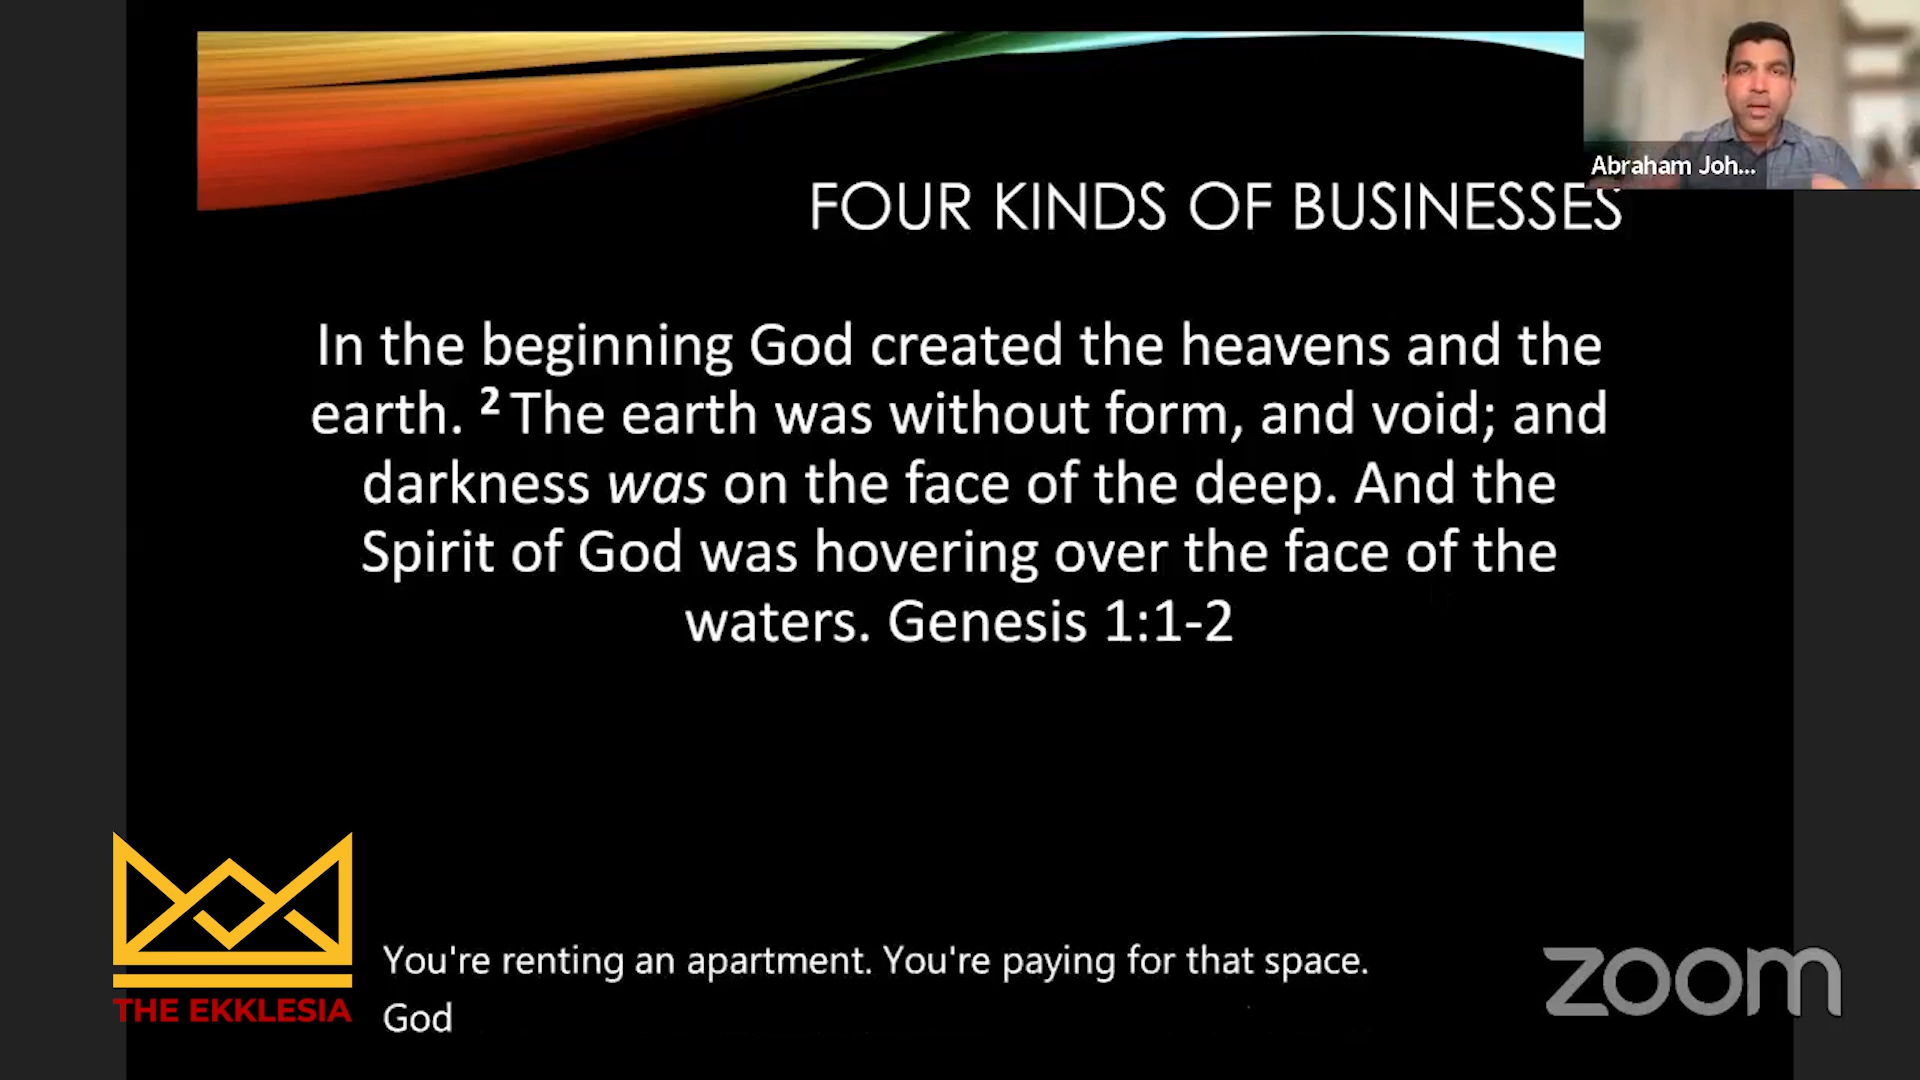 Abraham Joh...
FOUR KINDS OF BUSINESSES
In the beginning God created the heavens and the
earth. ² The earth was without form, and void; and
darkness was on the face of the deep. And the
Spirit of God was hovering over the face of the
waters. Genesis 1:1-2
THE EKKLESIA
You're renting an apartment. You're paying for that space.
God
zoom